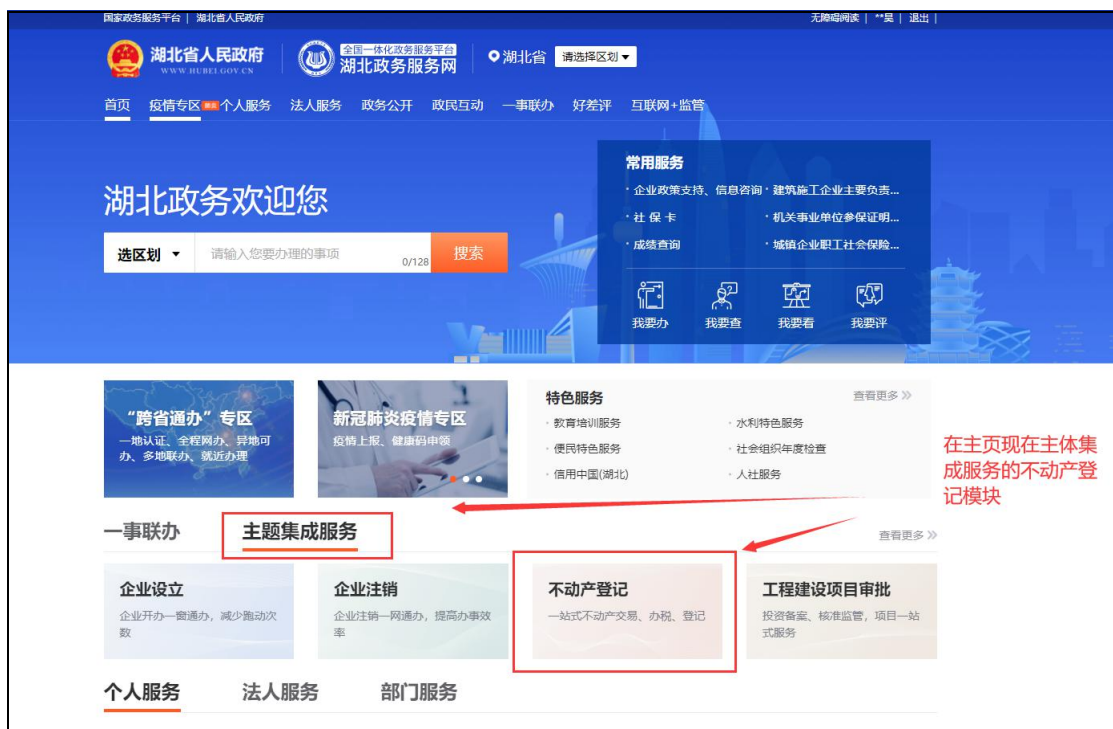 国家政务服务平台 | 湖北省人民政府
无障碍阅读 | **昊 | 退出 |
湖北省人民政府
WWW.HUBEI.GOV.CN
全国一体化政务服务平台
湖北政务服务网
湖北省 请选择区划
首页 疫情专区 个人服务 法人服务 政务公开 政民互动 一事联办 好差评 互联网+监管
湖北政务欢迎您
选区划 请输入您要办理的事项 0/128 搜索
常用服务
· 企业政策支持、信息咨询 · 建筑施工企业主要负责...
· 社 保 卡 · 机关事业单位参保证明...
· 成绩查询 · 城镇企业职工社会保险...
我要办 我要查 我要看 我要评
“跨省通办”专区
一地认证、全程网办、异地可
办、多地联办、就近办理
新冠肺炎疫情专区
疫情上报、健康码申领
特色服务 查看更多 》
· 教育培训服务 · 水利特色服务
· 便民特色服务 · 社会组织年度检查
· 信用中国(湖北) · 人社服务
在主页现在主体集
成服务的不动产登
记模块
一事联办 主题集成服务 查看更多 》
企业设立
企业开办一窗通办，减少跑动次
数
企业注销
企业注销一网通办，提高办事效
率
不动产登记
一站式不动产交易、办税、登记
工程建设项目审批
投资备案、核准监管，项目一站
式服务
个人服务 法人服务 部门服务